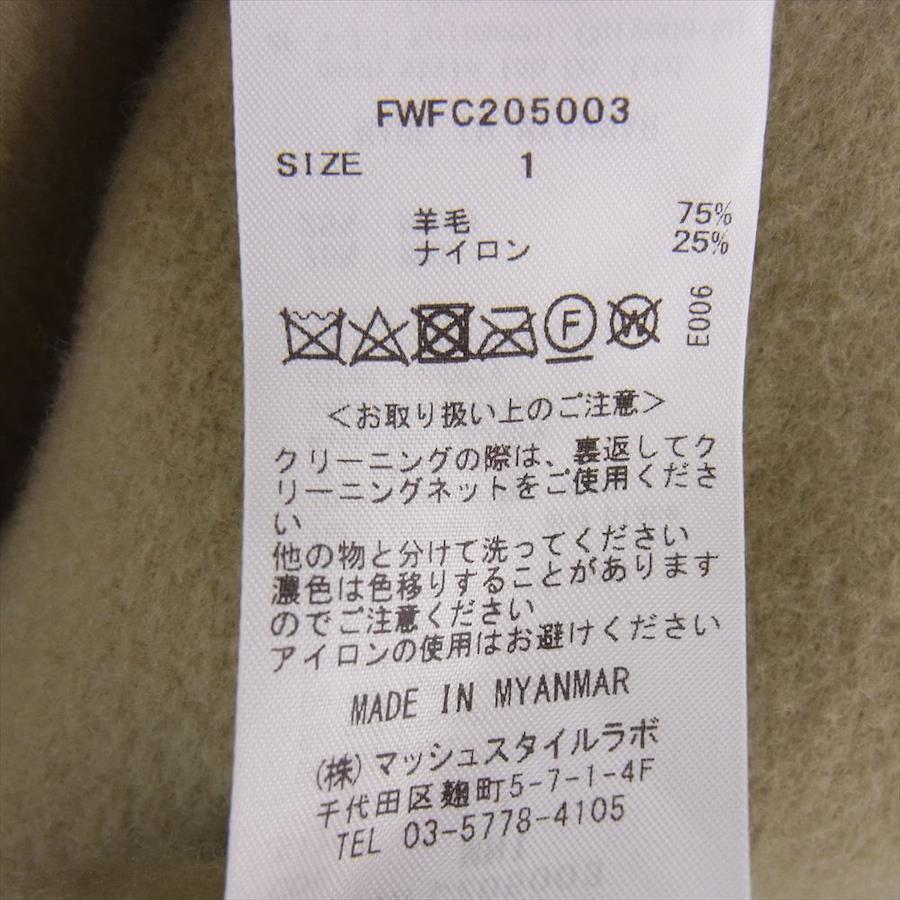 FWFC205003
SIZE 1
羊毛 75%
ナイロン 25%
F W E006
<お取り扱い上のご注意>
クリーニングの際は、裏返してク
リーニングネットをご使用くださ
い
他の物と分けて洗ってください
濃色は色移りすることがあります
のでご注意ください
アイロンの使用はお避けください
MADE IN MYANMAR
(株)マッシュスタイルラボ
千代田区麹町5-7-1-4F
TEL 03-5778-4105